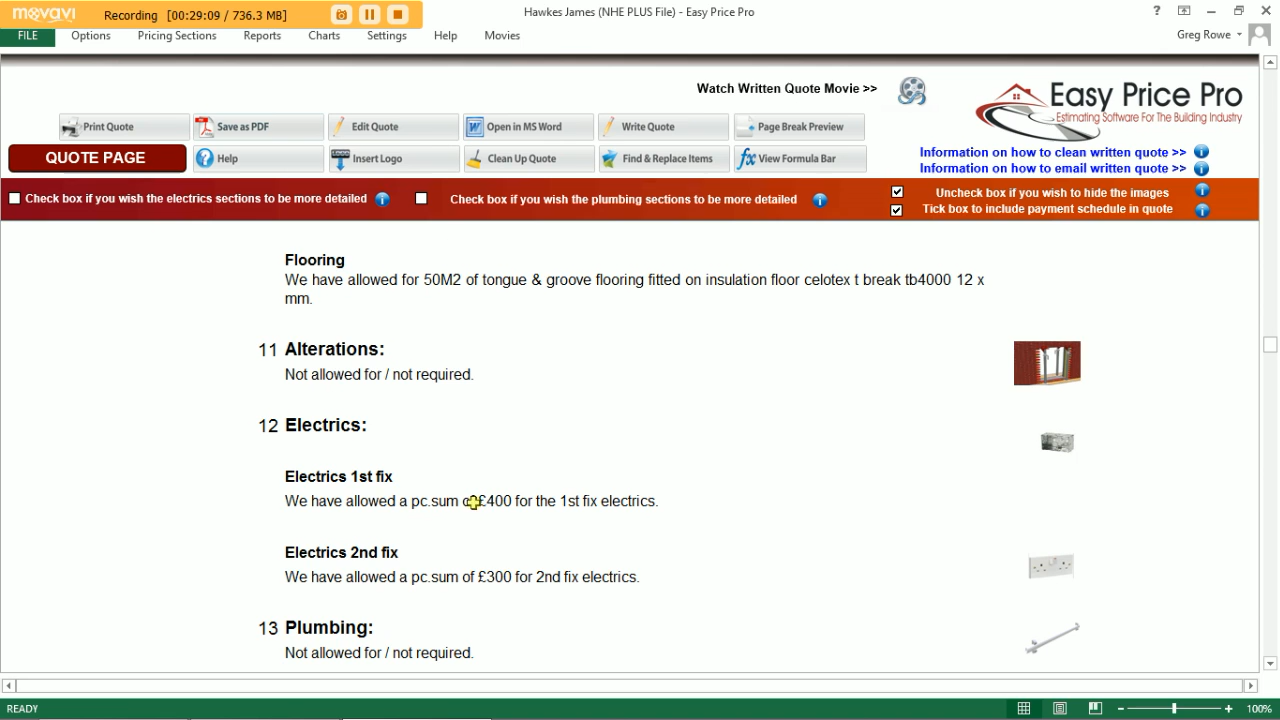 movavi
Recording [00:29:09 / 736.3 MB]
Hawkes James (NHE PLUS File) - Easy Price Pro
?
FILE Options Pricing Sections Reports Charts Settings Help Movies
Greg Rowe
Watch Written Quote Movie >>
Easy Price Pro
Estimating Software For The Building Industry
Print Quote Save as PDF Edit Quote Open in MS Word Write Quote Page Break Preview
QUOTE PAGE Help Insert Logo Clean Up Quote Find & Replace Items fx View Formula Bar
Information on how to clean written quote >>
Information on how to email written quote >>
Check box if you wish the electrics sections to be more detailed
Check box if you wish the plumbing sections to be more detailed
Uncheck box if you wish to hide the images
Tick box to include payment schedule in quote
Flooring
We have allowed for 50M2 of tongue & groove flooring fitted on insulation floor celotex t break tb4000 12 x
mm.
11 Alterations:
Not allowed for / not required.
12 Electrics:
Electrics 1st fix
We have allowed a pc.sum of £400 for the 1st fix electrics.
Electrics 2nd fix
We have allowed a pc.sum of £300 for 2nd fix electrics.
13 Plumbing:
Not allowed for / not required.
READY
100%